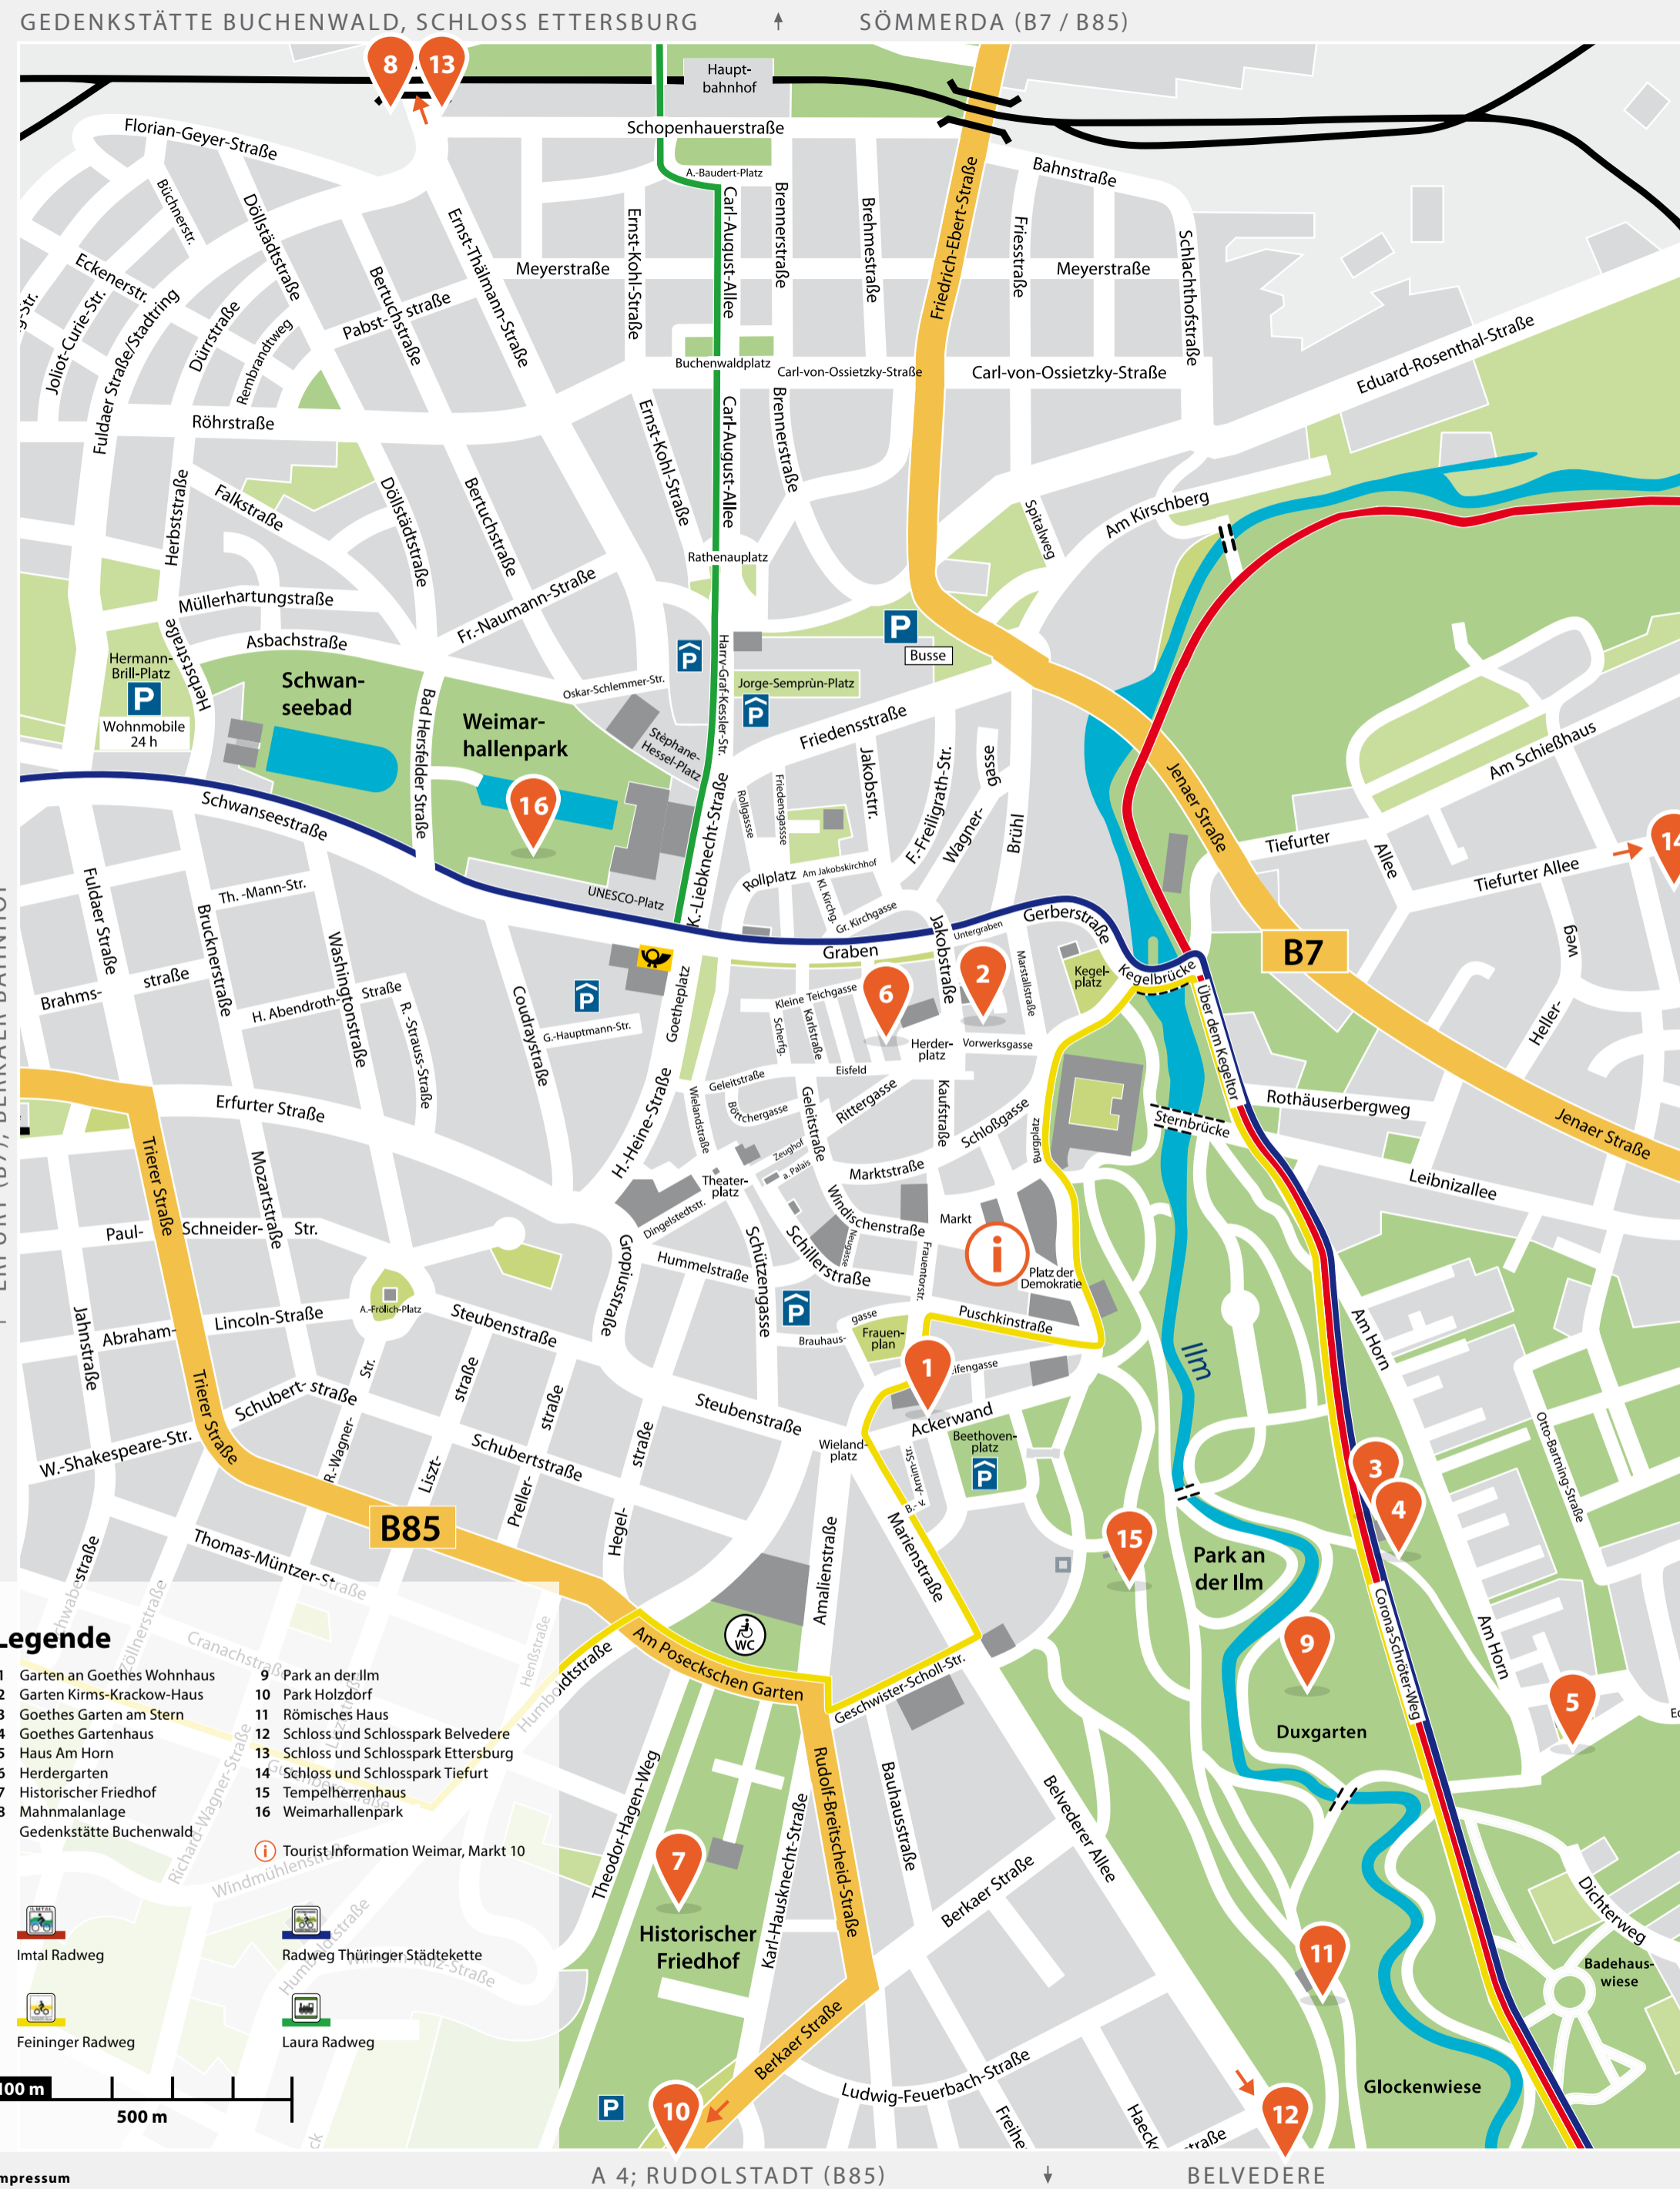 GEDENKSTÄTTE BUCHENWALD, SCHLOSS ETTERSBURG
SÖMMERDA (B7 / B85)
8
13
Haupt-
bahnhof
Schopenhauerstraße
A.-Baudert-Platz
Florian-Geyer-Straße
Büchnerstr.
Döllstädtstraße
Bertuchstraße
Ernst-Thälmann-Straße
Meyerstraße
Ernst-Kohl-Straße
Carl-August-Allee
Brennerstraße
Brehmestraße
Friedrich-Ebert-Straße
Friesstraße
Bahnstraße
Meyerstraße
Schlachthofstraße
Eckenerstr.
Joliot-Curie-Str.
Fuldaer Straße/Stadtring
Dürrstraße
Rembrandtweg
Pabst-straße
Buchenwaldplatz
Carl-von-Ossietzky-Straße
Carl-von-Ossietzky-Straße
Eduard-Rosenthal-Straße
Röhrstraße
Herbststraße
Falkstraße
Döllstädtstraße
Bertuchstraße
Ernst-Kohl-Straße
Carl-August-Allee
Brennerstraße
Rathenauplatz
Spitalweg
Am Kirschberg
Müllerhartungstraße
Fr.-Naumann-Straße
Asbachstraße
Herbststraße
Hermann-
Brill-Platz
P
Wohnmobile
24 h
Schwan-
seebad
Bad Hersfelder Straße
Weimar-
hallenpark
16
Oskar-Schlemmer-Str.
Stéphane-
Hessel-Platz
Harry-Graf-Kessler-Str.
P
P
Busse
Jorge-Semprùn-Platz
P
Friedensstraße
Jakobstrr.
F.-Freiligrath-Str.
Wagner-
gasse
Brühl
Jenaer Straße
Am Schießhaus
Tiefurter
Allee
Tiefurter Allee
14
Schwanseestraße
K.-Liebknecht-Straße
Rollgassse
Friedensgassse
Rollplatz
Am Jakobskirchhof
Kl. Kirchg.
Gr. Kirchgasse
UNESCO-Platz
Graben
Jakobstraße
Untergraben
Gerberstraße
Kegel-
platz
Kegelbrücke
B7
weg
Heller-
Fuldaer Straße
Th. -Mann-Str.
Brucknerstraße
Washingtonstraße
Brahms-
straße
H. Abendroth-
Straße
R. -Strauss-Straße
Coudraystraße
P
G.-Hauptmann-Str.
Goetheplatz
Kleine Teichgasse
Scherfg.
Karlstraße
6
2
Marstallstraße
Herder-
platz
Vorwerksgasse
Über dem Kegeltor
Eisfeld
Geleitstraße
Böttchergasse
Geleitstraße
Rittergasse
Kaufstraße
Schloßgasse
Burgplatz
Sternbrücke
Rothäuserbergweg
Jenaer Straße
Leibnizallee
Erfurter Straße
Trierer Straße
Mozartstraße
H.-Heine-Straße
Wielandstraße
Zeughof
a. Palais
Theater-
platz
Marktstraße
Dingelstedtstr.
Windischenstraße
Markt
i
Platz der
Demokratie
Paul-
Schneider-
Str.
Gropiusstraße
Hummelstraße
Schützengasse
Schillerstraße
Neugasse
Frauentorstr.
A.-Frölich-Platz
Lincoln-Straße
Abraham-
Jahnstraße
Steubenstraße
P
Brauhaus-
gasse
Frauen-
plan
Puschkinstraße
1
Ilm
Am Horn
Trierer Straße
Schubert-
straße
Str.
R.-Wagner-
straße
Liszt-
straße
Preller-
Schubertstraße
straße
Hegel-
W.-Shakespeare-Str.
Steubenstraße
Ackerwand
Wieland-
platz
Beethoven-
platz
P
B.- v.
-Arnim-Str.
Otto-Bartning-Straße
3
4
15
Park an
der Ilm
B85
Thomas-Müntzer-Straße
Amalienstraße
Marienstraße
WC
Am Poseckschen Garten
Geschwister-Scholl-Str.
9
Duxgarten
Corona-Schröter-Weg
Am Horn
5
Legende
Cranachstraße
Zöllnerstraße
Henßstraße
Humboldtstraße
Richard-Wagner-Straße
Windmühlenstraße
Humboldtstraße
Garten an Goethes Wohnhaus
Garten Kirms-Krackow-Haus
Goethes Garten am Stern
Goethes Gartenhaus
Haus Am Horn
Herdergarten
Historischer Friedhof
Mahnmalanlage
Gedenkstätte Buchenwald
9 Park an der Ilm
10 Park Holzdorf
11 Römisches Haus
12 Schloss und Schlosspark Belvedere
13 Schloss und Schlosspark Ettersburg
14 Schloss und Schlosspark Tiefurt
15 Tempelherrenhaus
16 Weimarhallenpark
i Tourist Information Weimar, Markt 10
Imtal Radweg
Radweg Thüringer Städtekette
Feininger Radweg
Laura Radweg
100 m
500 m
Theodor-Hagen-Weg
7
Historischer
Friedhof
Karl-Hausknecht-Straße
Rudolf-Breitscheid-Straße
Bauhausstraße
Berkaer Straße
Belvederer Allee
11
Dichterweg
Badehaus-
wiese
Berkaer Straße
Ludwig-Feuerbach-Straße
P
10
12
Glockenwiese
mpressum
A 4; RUDOLSTADT (B85)
BELVEDERE